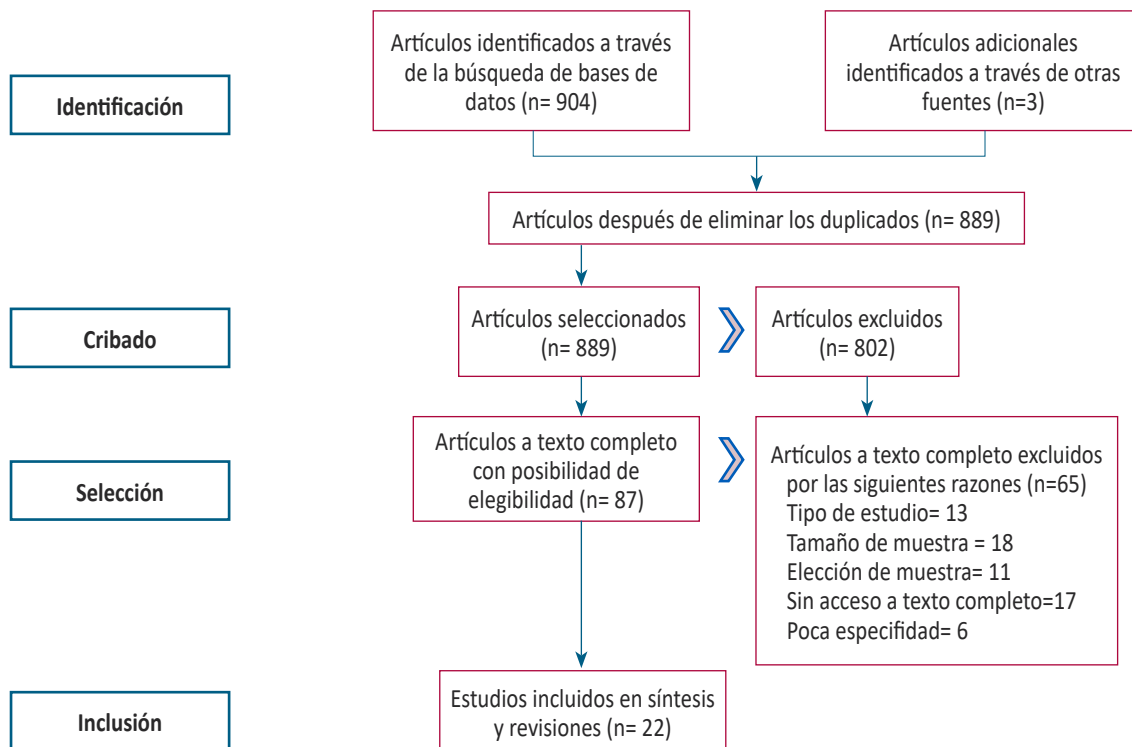 Identificación
Artículos identificados a través
de la búsqueda de bases de
datos (n= 904)
Artículos adicionales
identificados a través de otras
fuentes (n=3)
Artículos después de eliminar los duplicados (n= 889)
Cribado
Artículos seleccionados
(n= 889)
Artículos excluidos
(n= 802)
Selección
Artículos a texto completo
con posibilidad de
elegibilidad (n= 87)
Artículos a texto completo excluidos
por las siguientes razones (n=65)
Tipo de estudio= 13
Tamaño de muestra = 18
Elección de muestra= 11
Sin acceso a texto completo=17
Poca especifidad= 6
Inclusión
Estudios incluidos en síntesis
y revisiones (n= 22)